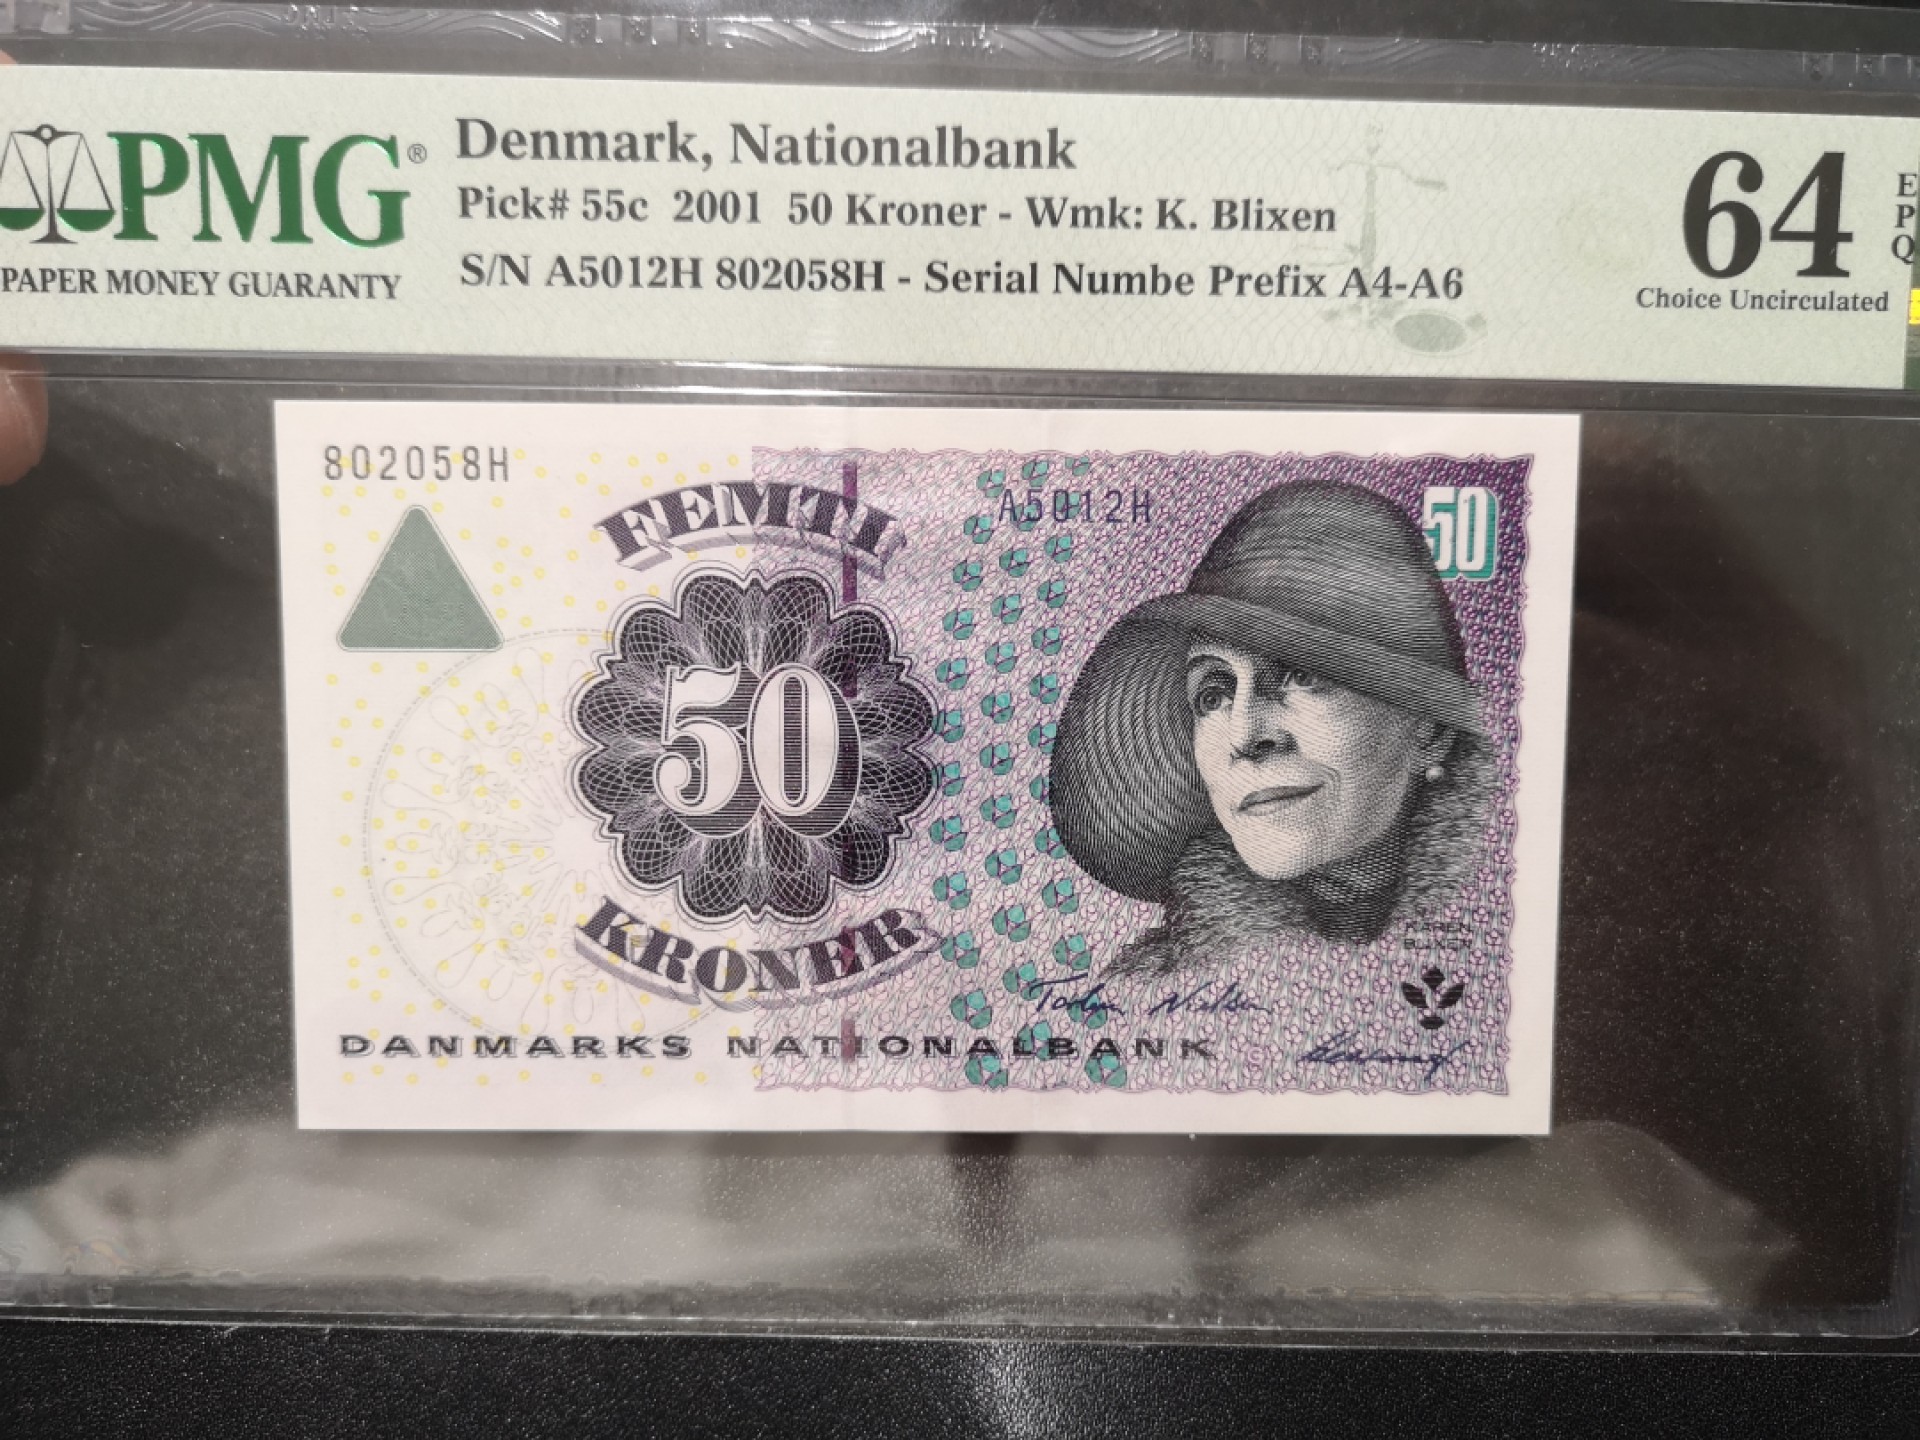 PMG®
PAPER MONEY GUARANTY
Denmark, Nationalbank
Pick# 55c 2001 50 Kroner - Wmk: K. Blixen
S/N A5012H 802058H - Serial Numbe Prefix A4-A6
64
EPQ
Choice Uncirculated
802058H
FEMTI
A5012H
50
50
KRONER
KAREN
BLIXEN
DANMARKS NATIONALBANK